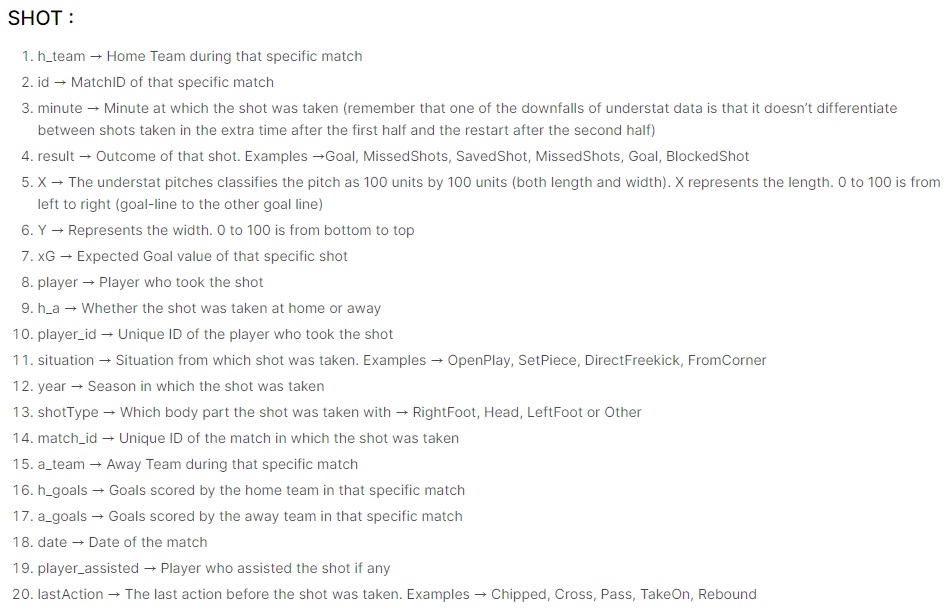 SHOT :
1. h_team → Home Team during that specific match
2. id → MatchID of that specific match
3. minute → Minute at which the shot was taken (remember that one of the downfalls of understat data is that it doesn’t differentiate
between shots taken in the extra time after the first half and the restart after the second half)
4. result → Outcome of that shot. Examples →Goal, MissedShots, SavedShot, MissedShots, Goal, BlockedShot
5. X → The understat pitches classifies the pitch as 100 units by 100 units (both length and width). X represents the length. 0 to 100 is from
left to right (goal-line to the other goal line)
6. Y → Represents the width. 0 to 100 is from bottom to top
7. xG → Expected Goal value of that specific shot
8. player → Player who took the shot
9. h_a → Whether the shot was taken at home or away
10. player_id → Unique ID of the player who took the shot
11. situation → Situation from which shot was taken. Examples → OpenPlay, SetPiece, DirectFreekick, FromCorner
12. year → Season in which the shot was taken
13. shotType → Which body part the shot was taken with → RightFoot, Head, LeftFoot or Other
14. match_id → Unique ID of the match in which the shot was taken
15. a_team → Away Team during that specific match
16. h_goals → Goals scored by the home team in that specific match
17. a_goals → Goals scored by the away team in that specific match
18. date → Date of the match
19. player_assisted → Player who assisted the shot if any
20. lastAction → The last action before the shot was taken. Examples → Chipped, Cross, Pass, TakeOn, Rebound